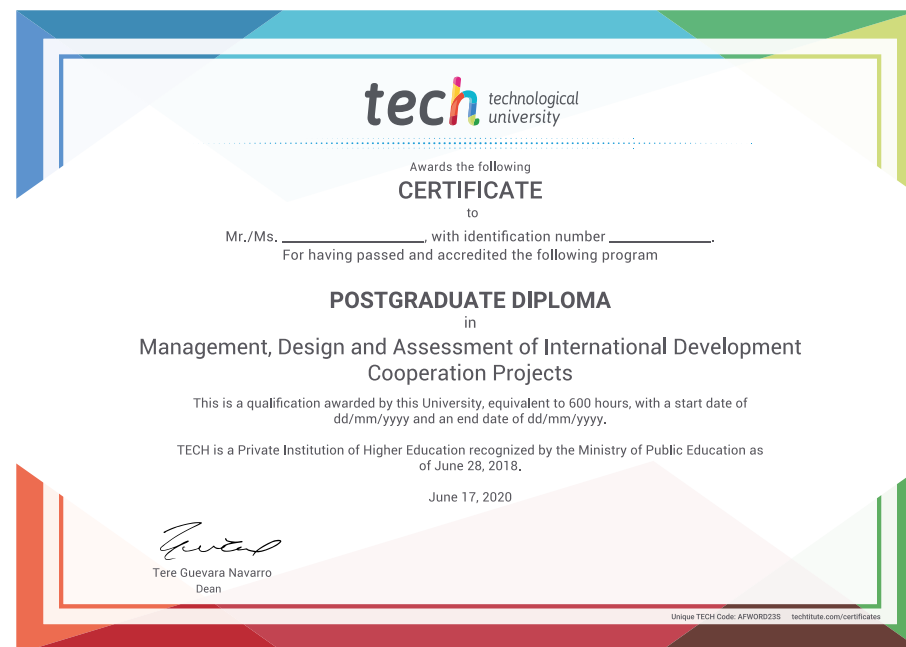 tech technological
university
Awards the following
CERTIFICATE
to
Mr./Ms. ____________________, with identification number ______________.
For having passed and accredited the following program
POSTGRADUATE DIPLOMA
in
Management, Design and Assessment of International Development
Cooperation Projects
This is a qualification awarded by this University, equivalent to 600 hours, with a start date of
dd/mm/yyyy and an end date of dd/mm/yyyy.
TECH is a Private Institution of Higher Education recognized by the Ministry of Public Education as
of June 28, 2018.
June 17, 2020
Tere Guevara Navarro
Dean
Unique TECH Code: AFWORD23S techtitute.com/certificates